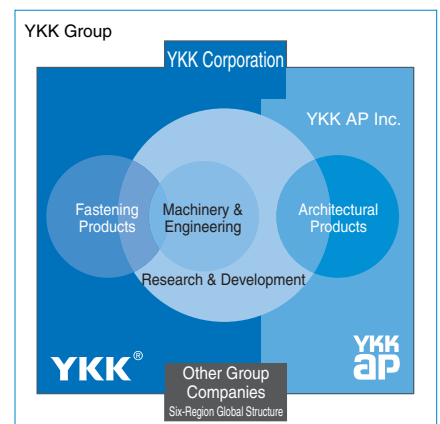 YKK Group
YKK Corporation
YKK AP Inc.
Fastening
Products
Machinery &
Engineering
Architectural
Products
Research & Development
YKK®
YKK
ap
Other Group
Companies
Six-Region Global Structure